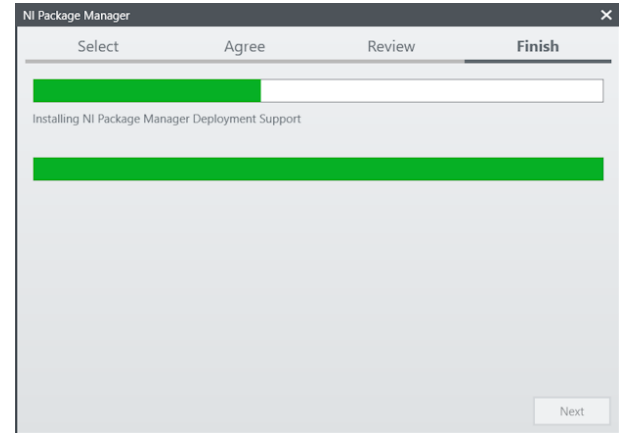 NI Package Manager
Select Agree Review Finish
Installing NI Package Manager Deployment Support
Next